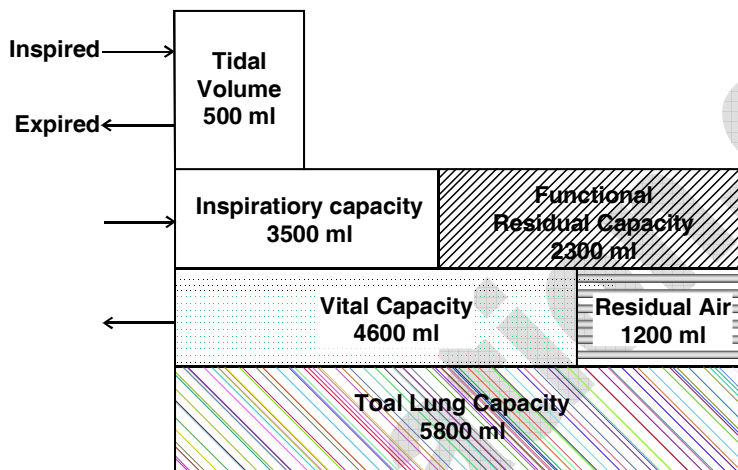 Inspired
Tidal
Volume
500 ml
Expired
Inspiratiory capacity
3500 ml
Functional
Residual Capacity
2300 ml
Vital Capacity
4600 ml
Residual Air
1200 ml
Toal Lung Capacity
5800 ml